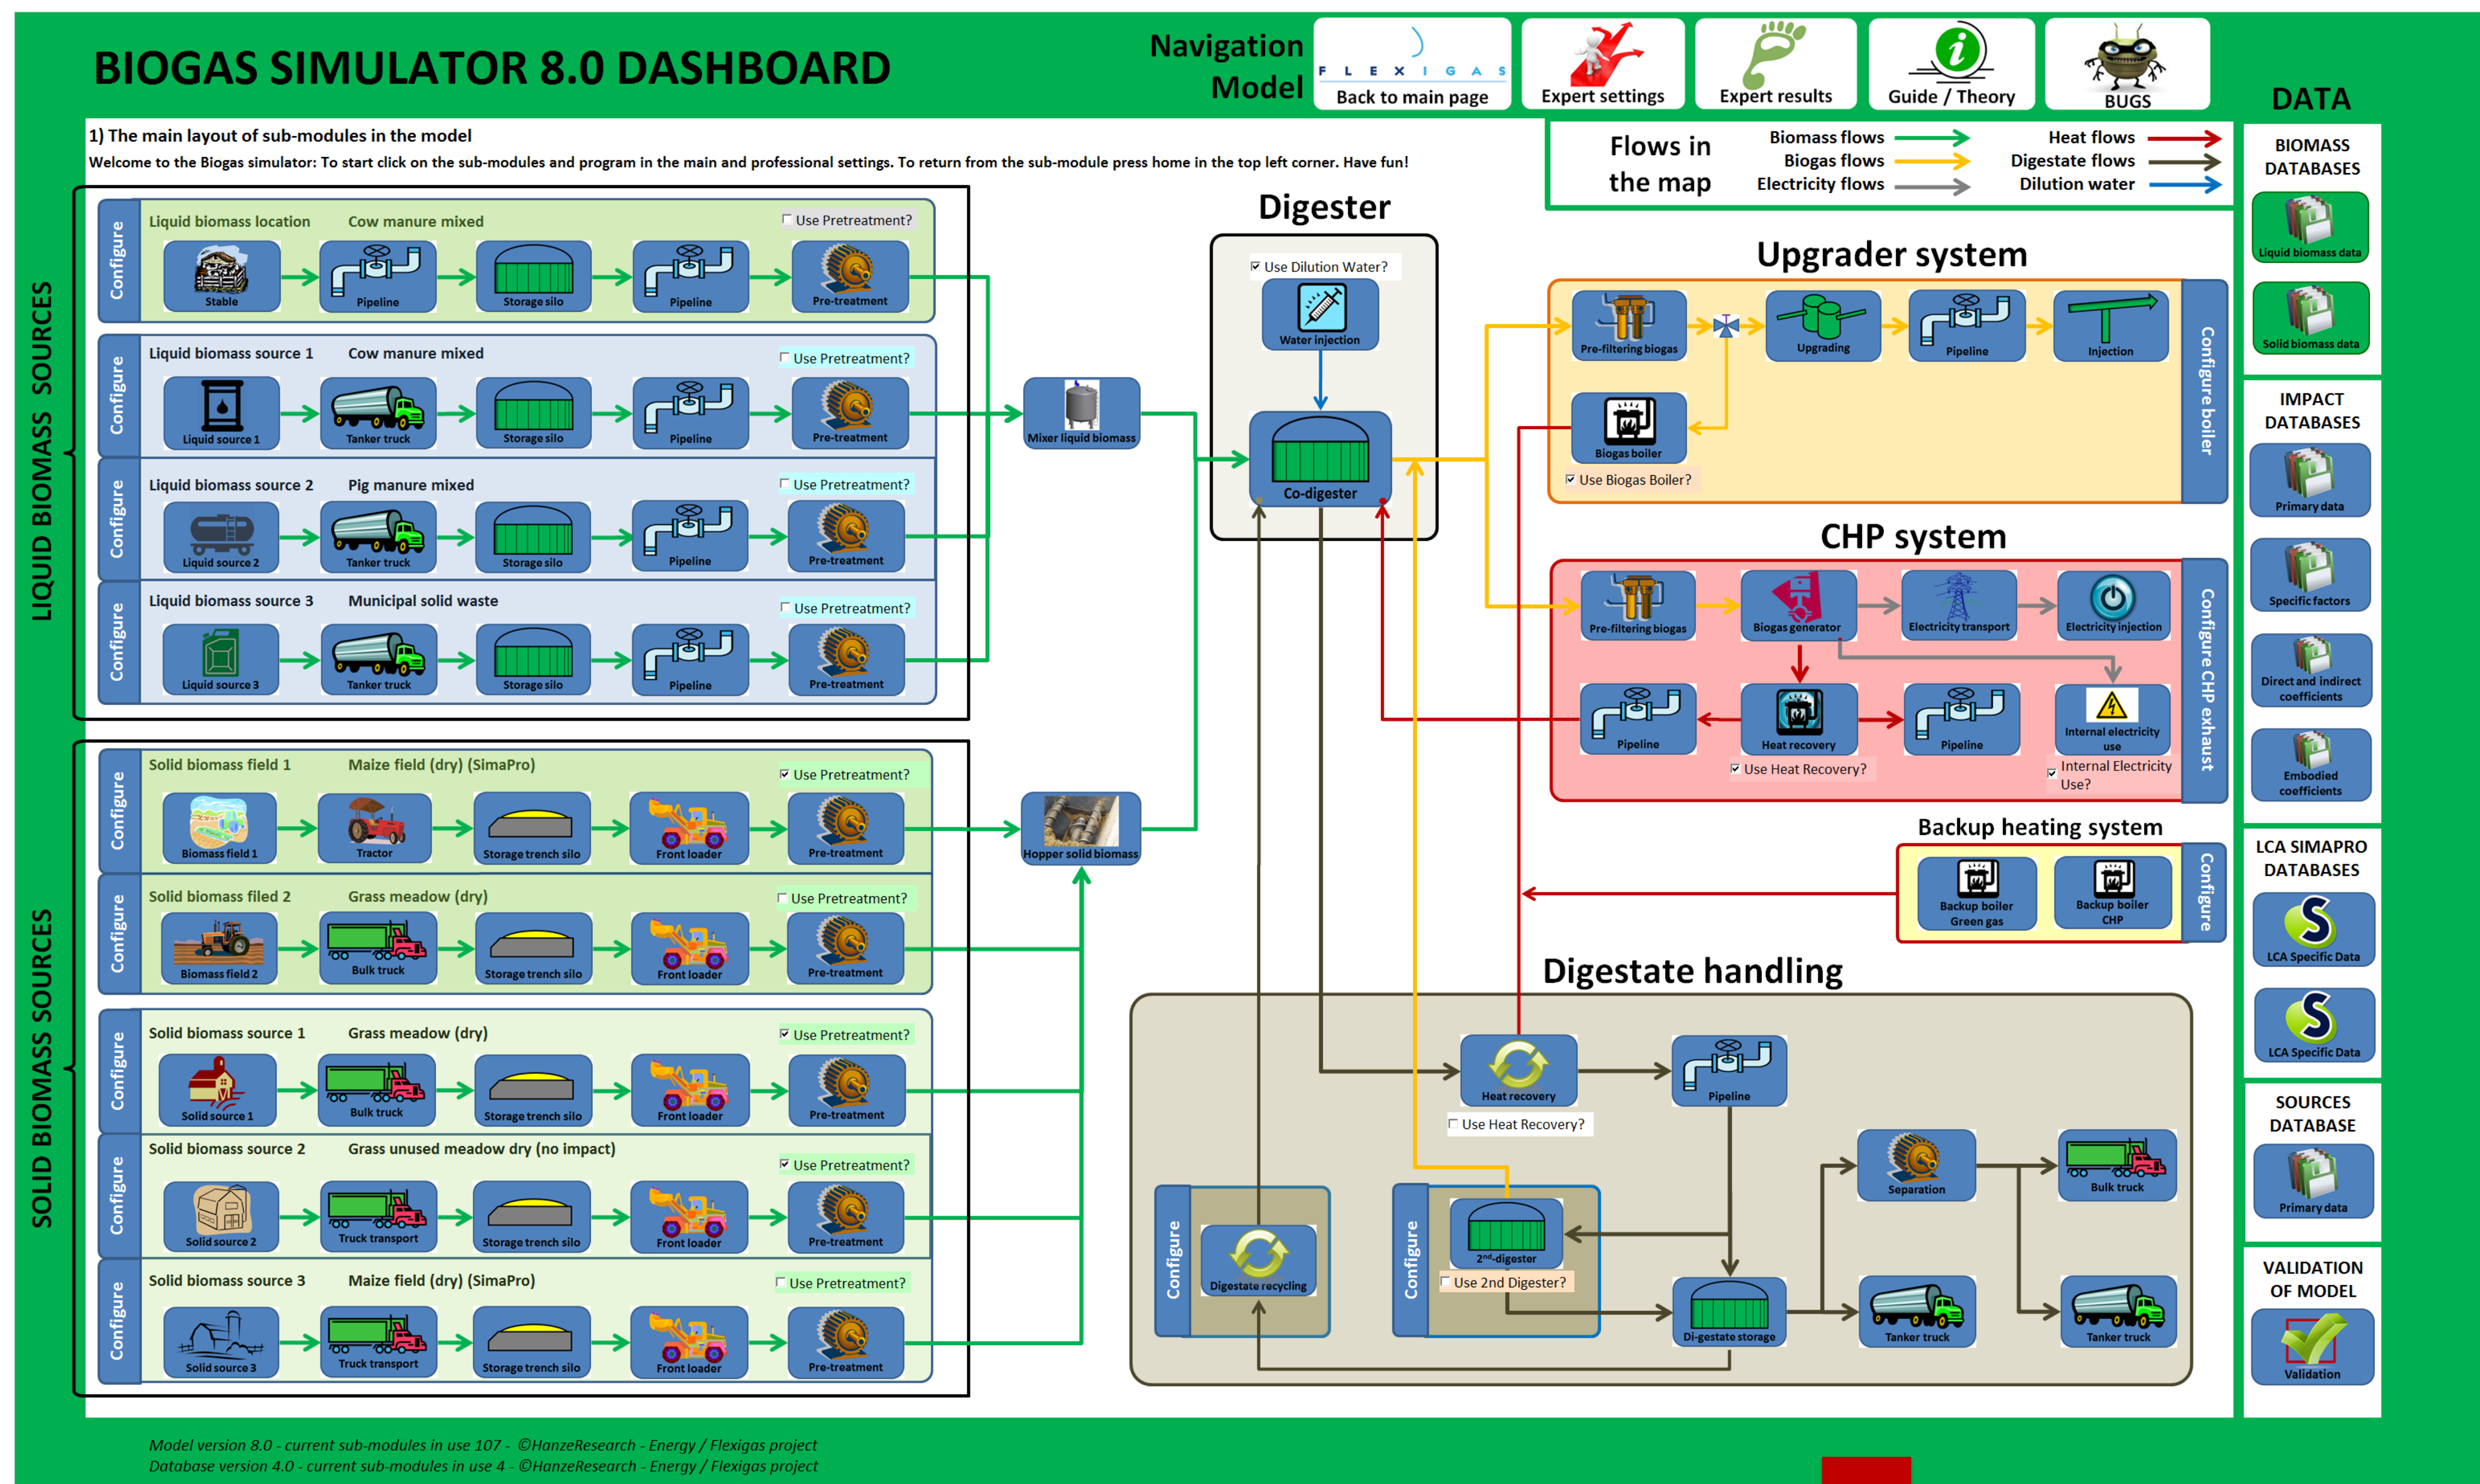 BIOGAS SIMULATOR 8.0 DASHBOARD
Navigation
Model
FLEXIGAS
Back to main page
Expert settings
Expert results
Guide / Theory
BUGS
DATA
1) The main layout of sub-modules in the model
Welcome to the Biogas simulator: To start click on the sub-modules and program in the main and professional settings. To return from the sub-module press home in the top left corner. Have fun!
Flows in
the map
Biomass flows
Biogas flows
Electricity flows
Heat flows
Digestate flows
Dilution water
LIQUID BIOMASS SOURCES
Configure
Liquid biomass location
Cow manure mixed
Use Pretreatment?
Stable
Pipeline
Storage silo
Pipeline
Pre-treatment
Configure
Liquid biomass source 1
Cow manure mixed
Use Pretreatment?
Liquid source 1
Tanker truck
Storage silo
Pipeline
Pre-treatment
Configure
Liquid biomass source 2
Pig manure mixed
Use Pretreatment?
Liquid source 2
Tanker truck
Storage silo
Pipeline
Pre-treatment
Configure
Liquid biomass source 3
Municipal solid waste
Use Pretreatment?
Liquid source 3
Tanker truck
Storage silo
Pipeline
Pre-treatment
Mixer liquid biomass
SOLID BIOMASS SOURCES
Configure
Solid biomass field 1
Maize field (dry) (SimaPro)
Use Pretreatment?
Biomass field 1
Tractor
Storage trench silo
Front loader
Pre-treatment
Configure
Solid biomass filed 2
Grass meadow (dry)
Use Pretreatment?
Biomass field 2
Bulk truck
Storage trench silo
Front loader
Pre-treatment
Configure
Solid biomass source 1
Grass meadow (dry)
Use Pretreatment?
Solid source 1
Bulk truck
Storage trench silo
Front loader
Pre-treatment
Configure
Solid biomass source 2
Grass unused meadow dry (no impact)
Use Pretreatment?
Solid source 2
Truck transport
Storage trench silo
Front loader
Pre-treatment
Configure
Solid biomass source 3
Maize field (dry) (SimaPro)
Use Pretreatment?
Solid source 3
Truck transport
Storage trench silo
Front loader
Pre-treatment
Hopper solid biomass
Digester
Use Dilution Water?
Water injection
Co-digester
Upgrader system
Pre-filtering biogas
Upgrading
Pipeline
Injection
Biogas boiler
Use Biogas Boiler?
Configure boiler
CHP system
Pre-filtering biogas
Biogas generator
Electricity transport
Electricity injection
Pipeline
Heat recovery
Pipeline
Internal electricity
use
Use Heat Recovery?
Internal Electricity
Use?
Configure CHP exhaust
Backup heating system
Backup boiler
Green gas
Backup boiler
CHP
Configure
Digestate handling
Heat recovery
Use Heat Recovery?
Pipeline
Separation
Bulk truck
Configure
Digestate recycling
Configure
2nd-digester
Use 2nd Digester?
Di-gestate storage
Tanker truck
Tanker truck
BIOMASS
DATABASES
Liquid biomass data
Solid biomass data
IMPACT
DATABASES
Primary data
Specific factors
Direct and indirect
coefficients
Embodied
coefficients
LCA SIMAPRO
DATABASES
LCA Specific Data
LCA Specific Data
SOURCES
DATABASE
Primary data
VALIDATION
OF MODEL
Validation
Model version 8.0 - current sub-modules in use 107 - ©HanzeResearch - Energy / Flexigas project
Database version 4.0 - current sub-modules in use 4 - ©HanzeResearch - Energy / Flexigas project